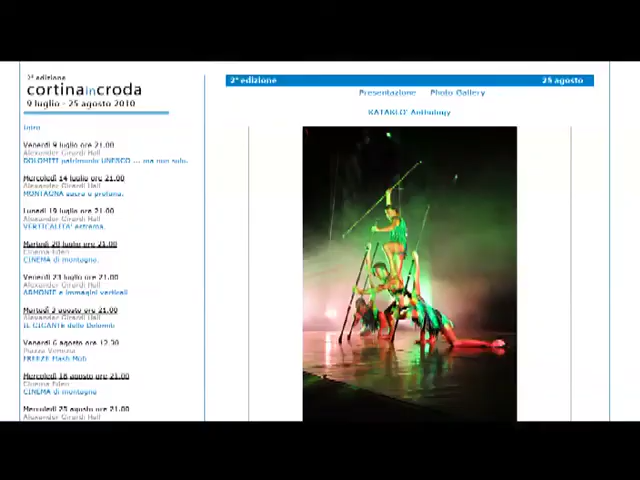 2ª edizione
cortinaincroda
9 luglio - 25 agosto 2010
Intro
Venerdì 9 luglio ore 21.00
Alexander Girardi Hall
DOLOMITI patrimonio UNESCO ... ma non solo.
Mercoledì 14 luglio ore 21.00
Alexander Girardi Hall
MONTAGNA sacra o profana.
Lunedì 19 luglio ore 21.00
Alexander Girardi Hall
VERTICALITA' estrema.
Martedì 20 luglio ore 21.00
Cinema Eden
CINEMA di montagna.
Venerdì 23 luglio ore 21.00
Alexander Girardi Hall
ARMONIE e immagini verticali
Martedì 3 agosto ore 21.00
Alexander Girardi Hall
IL GIGANTE delle Dolomiti
Venerdì 6 agosto ore 12.30
Piazza Venezia
FREEZE Flash Mob
Mercoledì 18 agosto ore 21.00
Cinema Eden
CINEMA di montagna
Mercoledì 25 agosto ore 21.00
Alexander Girardi Hall
2ª edizione 25 agosto
Presentazione Photo Gallery
KATAKLO' Anthology